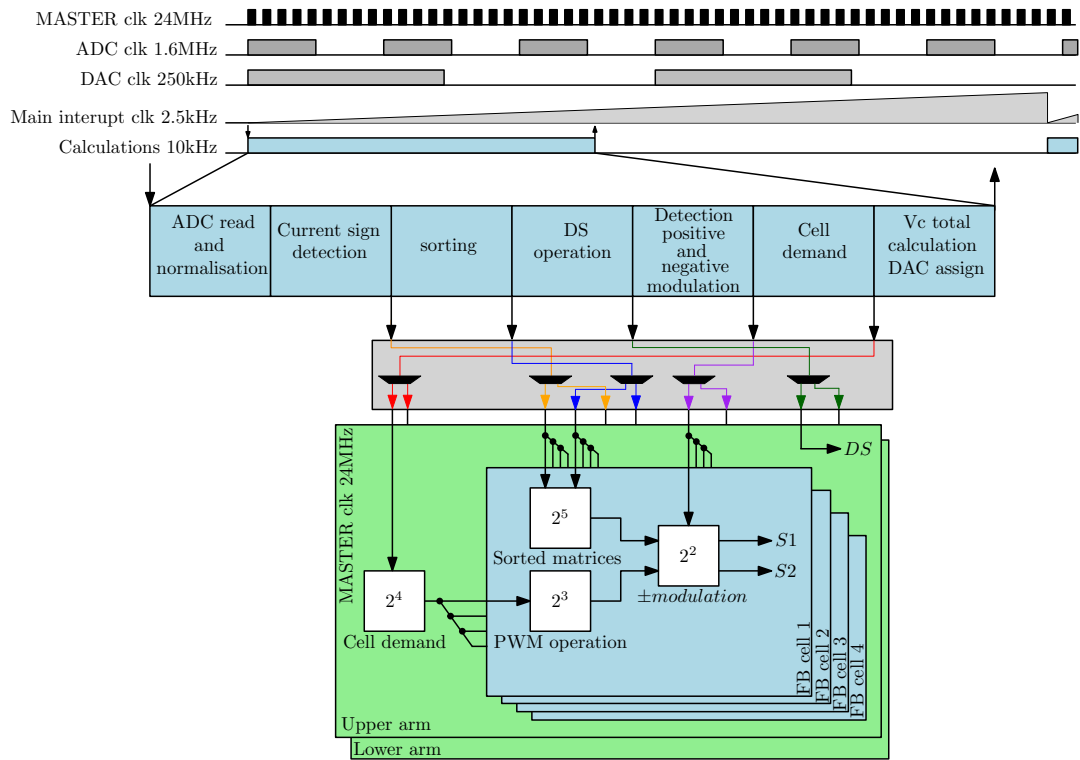 MASTER clk 24MHz
ADC clk 1.6MHz
DAC clk 250kHz
Main interupt clk 2.5kHz
Calculations 10kHz
ADC read
and
normalisation
Current sign
detection
sorting
DS
operation
Detection
positive
and
negative
modulation
Cell
demand
Vc total
calculation
DAC assign
MASTER clk 24MHz
DS
2^5
Sorted matrices
2^2
S1
S2
±modulation
2^4
Cell demand
2^3
PWM operation
FB cell 1
FB cell 2
FB cell 3
FB cell 4
Upper arm
Lower arm